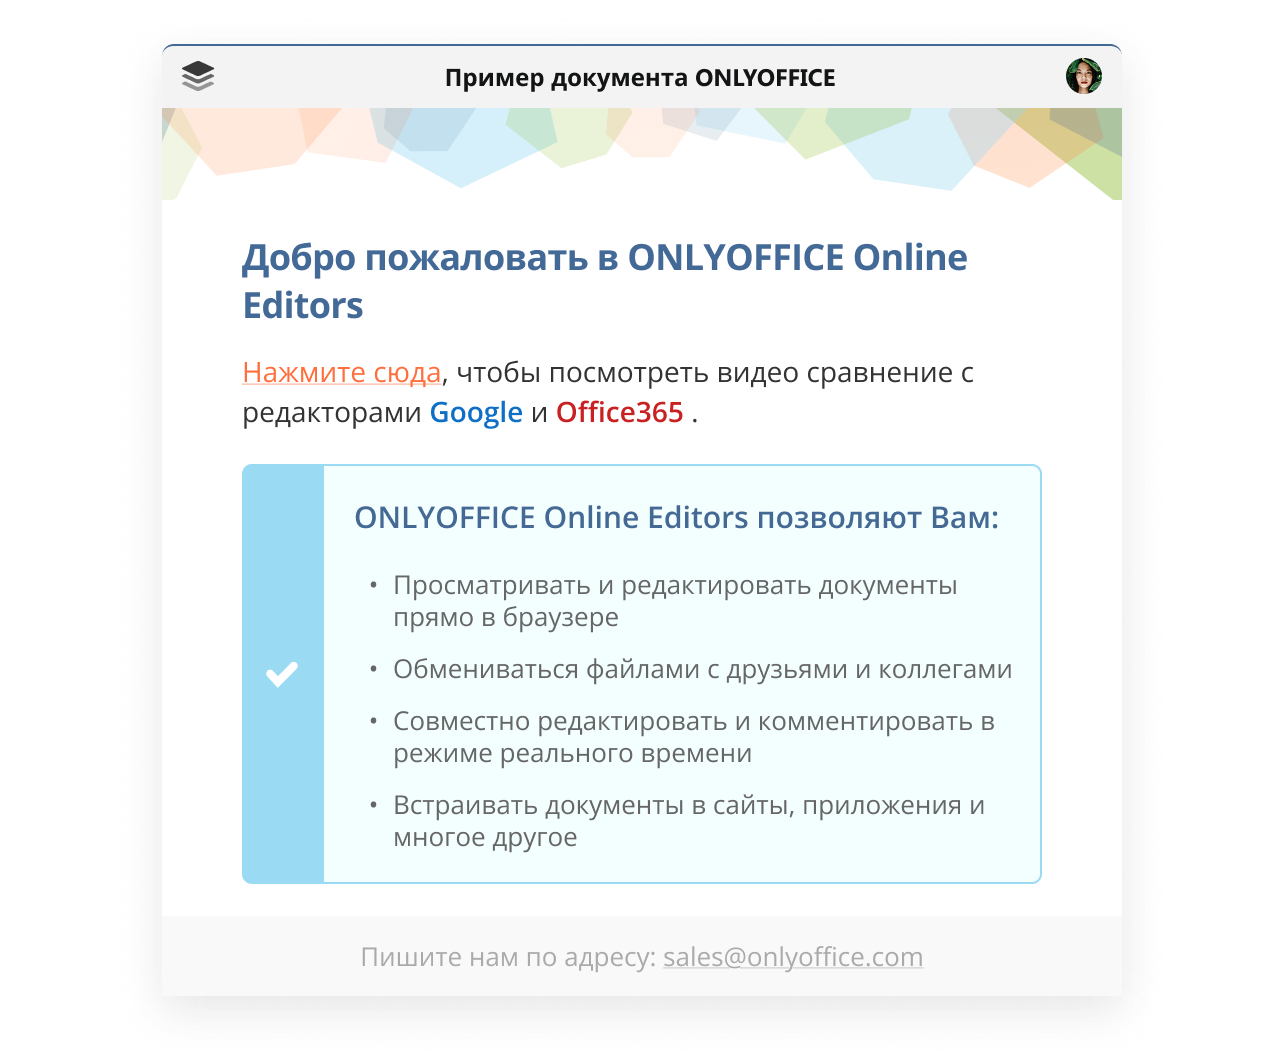 Пример документа ONLYOFFICE
Добро пожаловать в ONLYOFFICE Online
Editors
Нажмите сюда, чтобы посмотреть видео сравнение с
редакторами Google и Office365 .
ONLYOFFICE Online Editors позволяют Вам:
• Просматривать и редактировать документы
прямо в браузере
• Обмениваться файлами с друзьями и коллегами
• Совместно редактировать и комментировать в
режиме реального времени
• Встраивать документы в сайты, приложения и
многое другое
Пишите нам по адресу: sales@onlyoffice.com